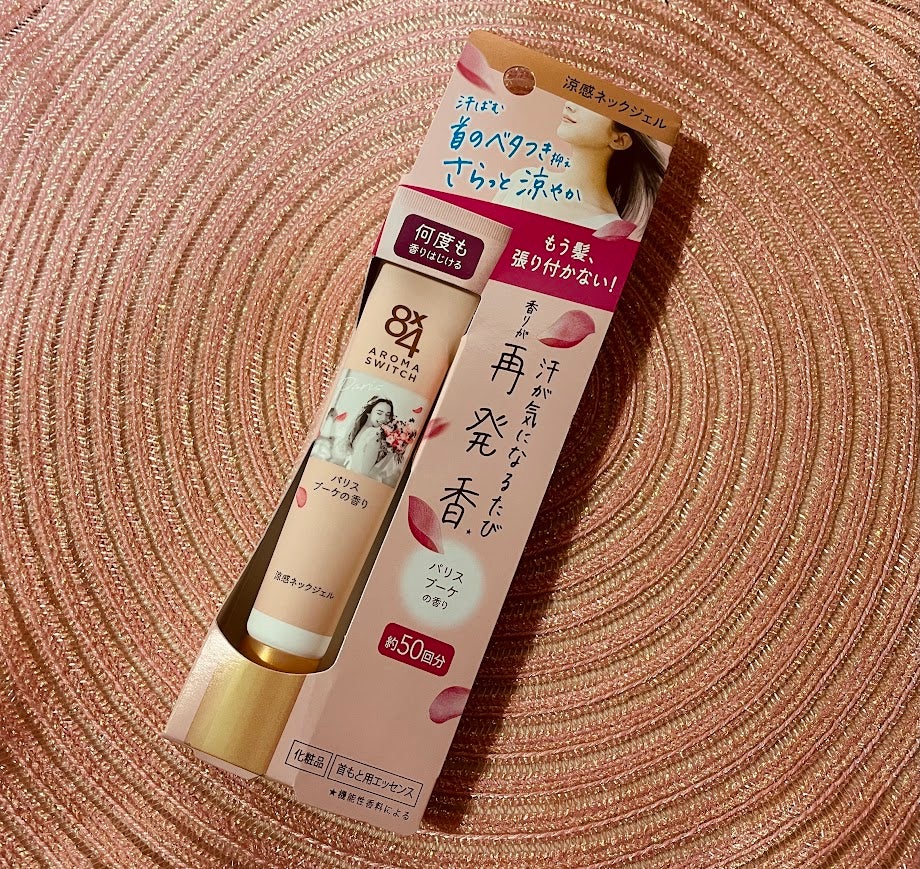 涼感ネックジェル
汗ばむ
首のベタつき抑え
さらっと涼やか
何度も
香りはじける
もう髪、
張り付かない!
8x4
AROMA
SWITCH
Paris
パリス
ブーケの香り
涼感ネックジェル
汗が気になるたび
香りが
再発香★
パリス
ブーケ
の香り
約50回分
化粧品
首もと用エッセンス
★機能性香料による